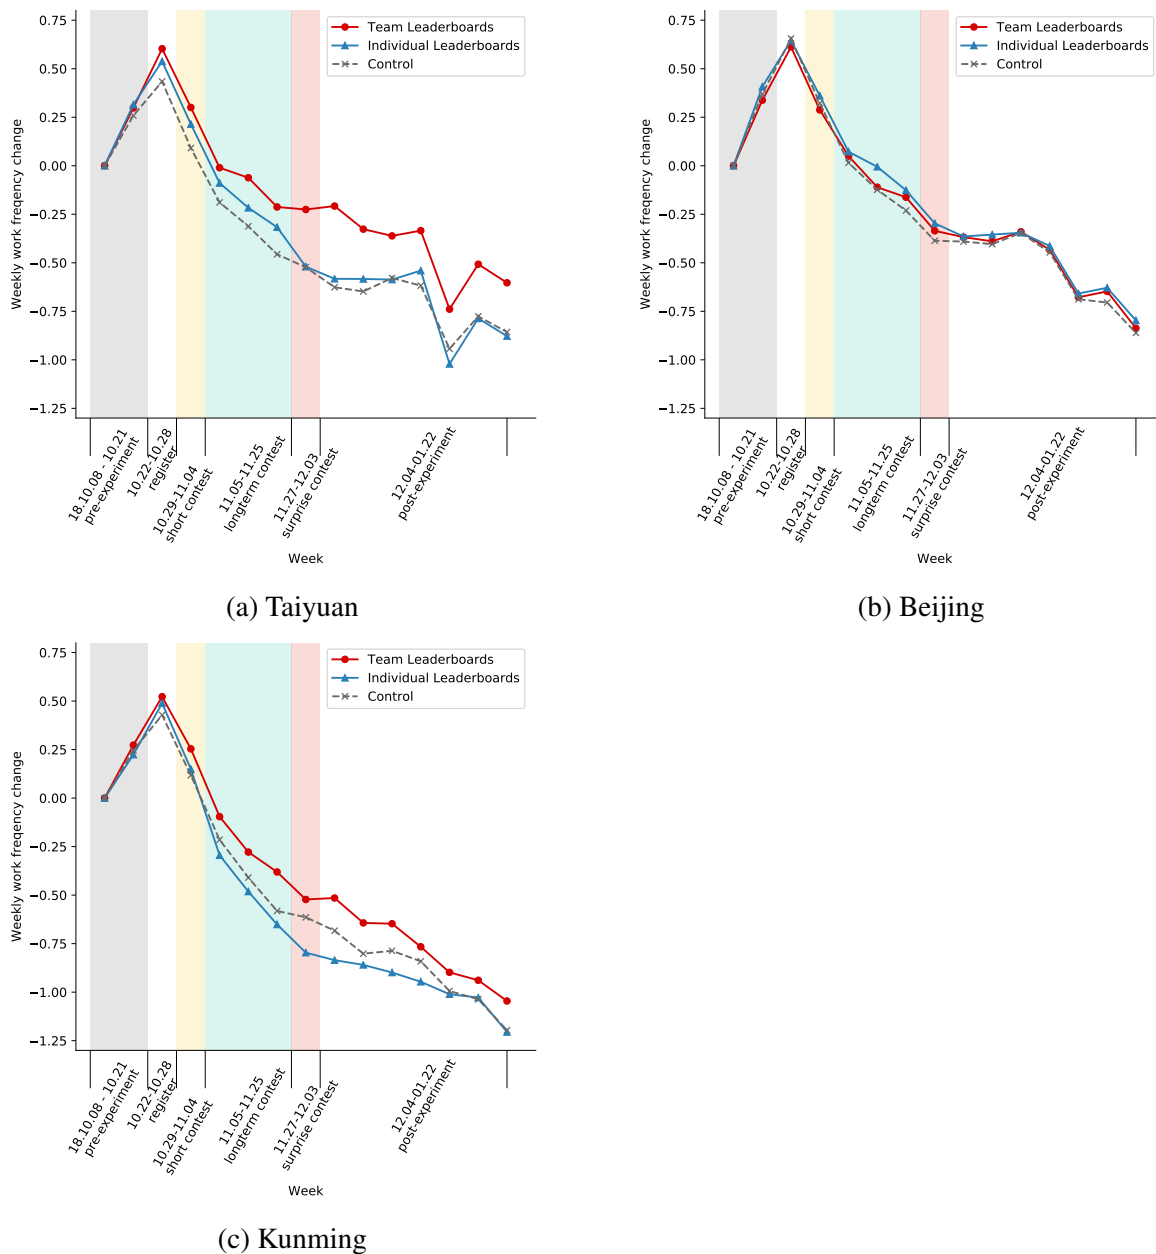 0.75
0.50
0.25
0.00
−0.25
−0.50
−0.75
−1.00
−1.25
Weekly work freqency change
Team Leaderboards
Individual Leaderboards
Control
18.10.08 - 10.21
pre-experiment
10.22-10.28
register
10.29-11.04
short contest
11.05-11.25
longterm contest
11.27-12.03
surprise contest
12.04-01.22
post-experiment
Week
(a) Taiyuan
0.75
0.50
0.25
0.00
−0.25
−0.50
−0.75
−1.00
−1.25
Weekly work freqency change
Team Leaderboards
Individual Leaderboards
Control
18.10.08 - 10.21
pre-experiment
10.22-10.28
register
10.29-11.04
short contest
11.05-11.25
longterm contest
11.27-12.03
surprise contest
12.04-01.22
post-experiment
Week
(b) Beijing
0.75
0.50
0.25
0.00
−0.25
−0.50
−0.75
−1.00
−1.25
Weekly work freqency change
Team Leaderboards
Individual Leaderboards
Control
18.10.08 - 10.21
pre-experiment
10.22-10.28
register
10.29-11.04
short contest
11.05-11.25
longterm contest
11.27-12.03
surprise contest
12.04-01.22
post-experiment
Week
(c) Kunming